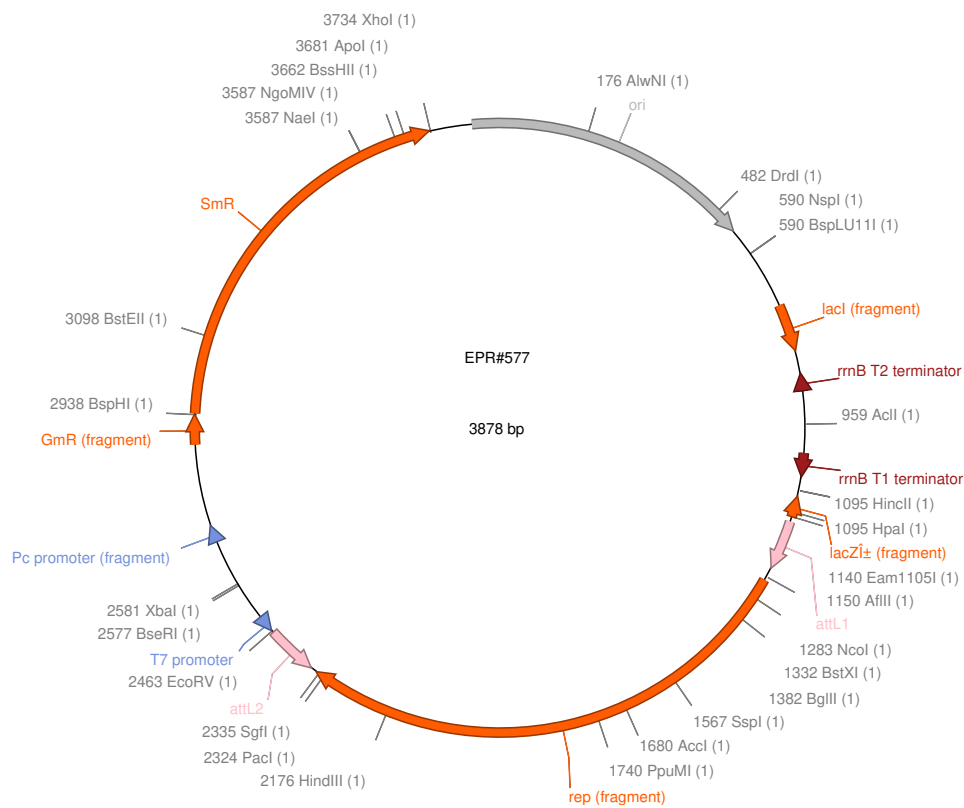 3734 XhoI (1)
3681 ApoI (1)
3662 BssHII (1)
3587 NgoMIV (1)
3587 NaeI (1)
176 AlwNI (1)
ori
482 DrdI (1)
590 NspI (1)
590 BspLU11I (1)
SmR
lacI (fragment)
3098 BstEII (1)
EPR#577
rrnB T2 terminator
2938 BspHI (1)
959 AclI (1)
3878 bp
GmR (fragment)
rrnB T1 terminator
1095 HincII (1)
1095 HpaI (1)
Pc promoter (fragment)
lacZÎ± (fragment)
1140 Eam1105I (1)
1150 AflIII (1)
2581 XbaI (1)
attL1
2577 BseRI (1)
1283 NcoI (1)
T7 promoter
1332 BstXI (1)
2463 EcoRV (1)
1382 BglII (1)
attL2
1567 SspI (1)
2335 SgfI (1)
1680 AccI (1)
2324 PacI (1)
1740 PpuMI (1)
2176 HindIII (1)
rep (fragment)